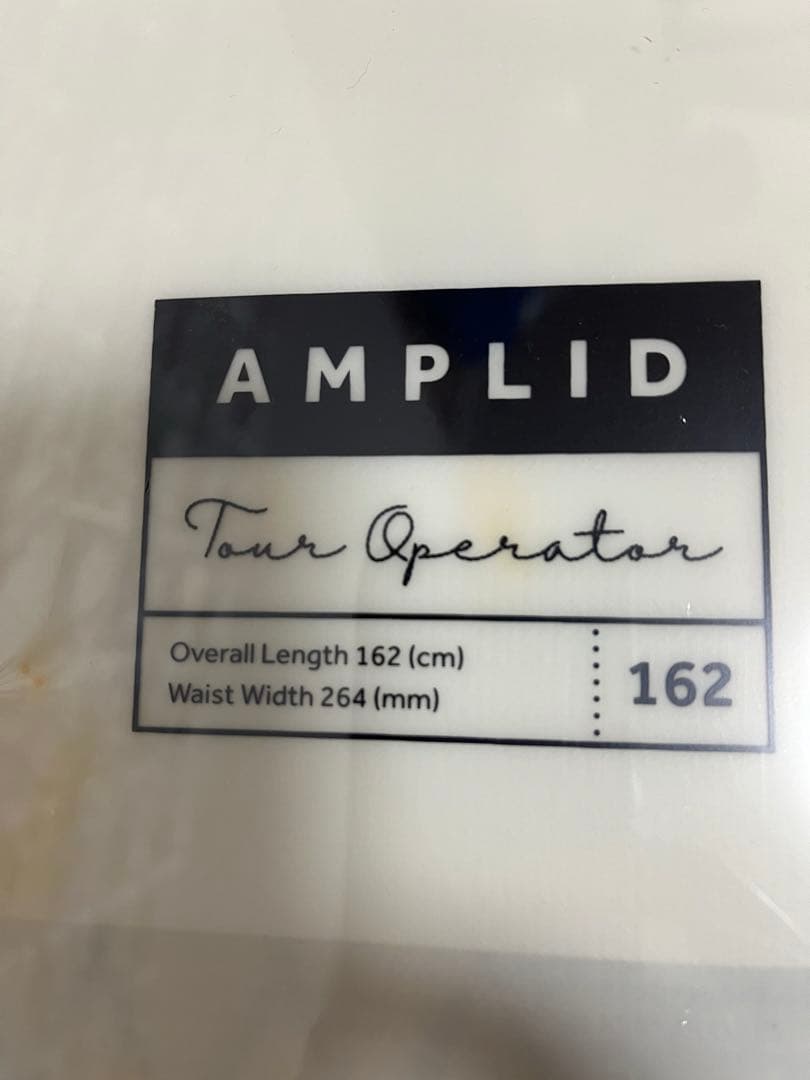 AMPLID
Tour Operator
Overall Length 162 (cm)
Waist Width 264 (mm)
162